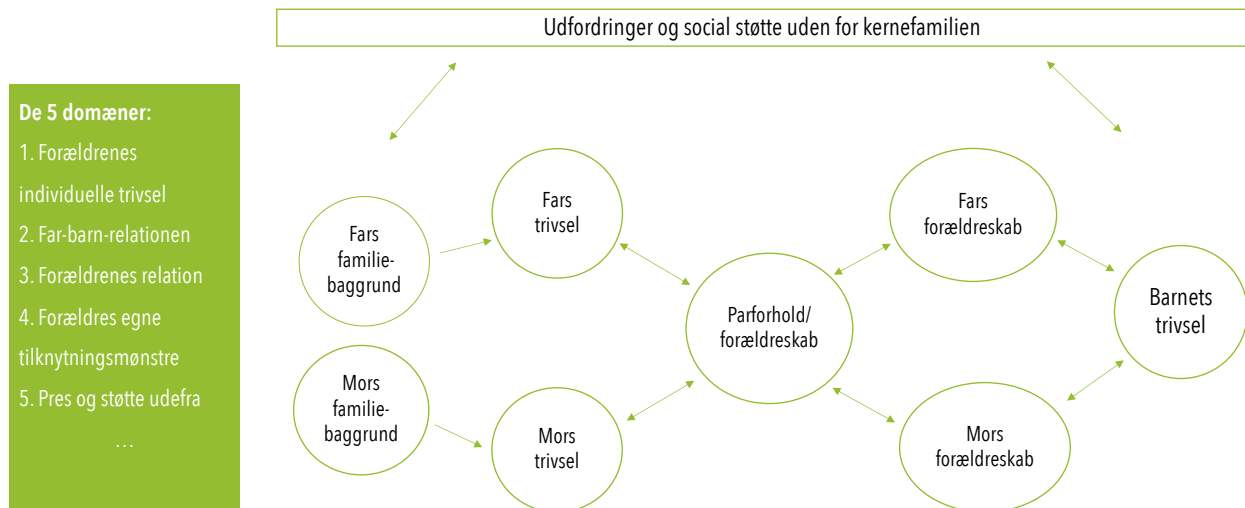 Udfordringer og social støtte uden for kernefamilien
De 5 domæner:
1. Forældrenes
individuelle trivsel
2. Far-barn-relationen
3. Forældrenes relation
4. Forældres egne
tilknytningsmønstre
5. Pres og støtte udefra
…
Fars
familie-
baggrund
Mors
familie-
baggrund
Fars
trivsel
Mors
trivsel
Parforhold/
forældreskab
Fars
forældreskab
Mors
forældreskab
Barnets
trivsel